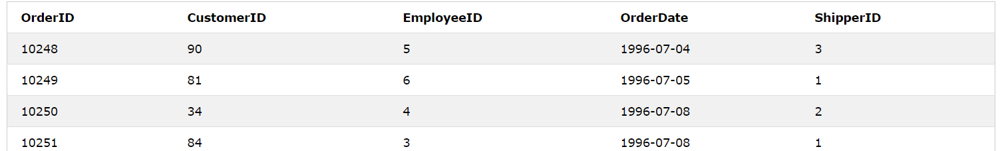 OrderID CustomerID EmployeeID OrderDate ShipperID
10248 90 5 1996-07-04 3
10249 81 6 1996-07-05 1
10250 34 4 1996-07-08 2
10251 84 3 1996-07-08 1